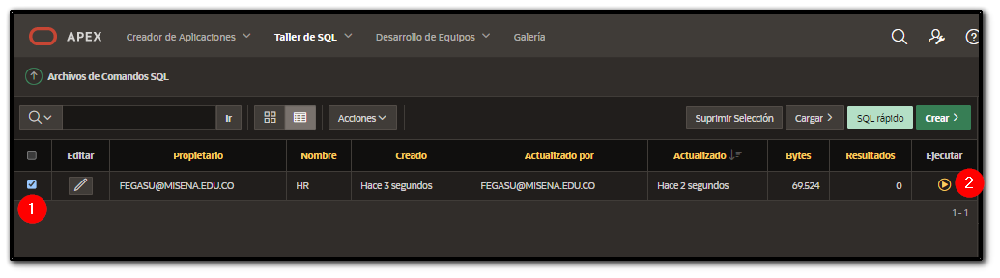 APEX Creador de Aplicaciones Taller de SQL Desarrollo de Equipos Galería
Archivos de Comandos SQL
Ir Acciones Suprimir Selección Cargar SQL rápido Crear
Editar Propietario Nombre Creado Actualizado por Actualizado Bytes Resultados Ejecutar
FEGASU@MISENA.EDU.CO HR Hace 3 segundos FEGASU@MISENA.EDU.CO Hace 2 segundos 69.524 0 2
1
1 - 1